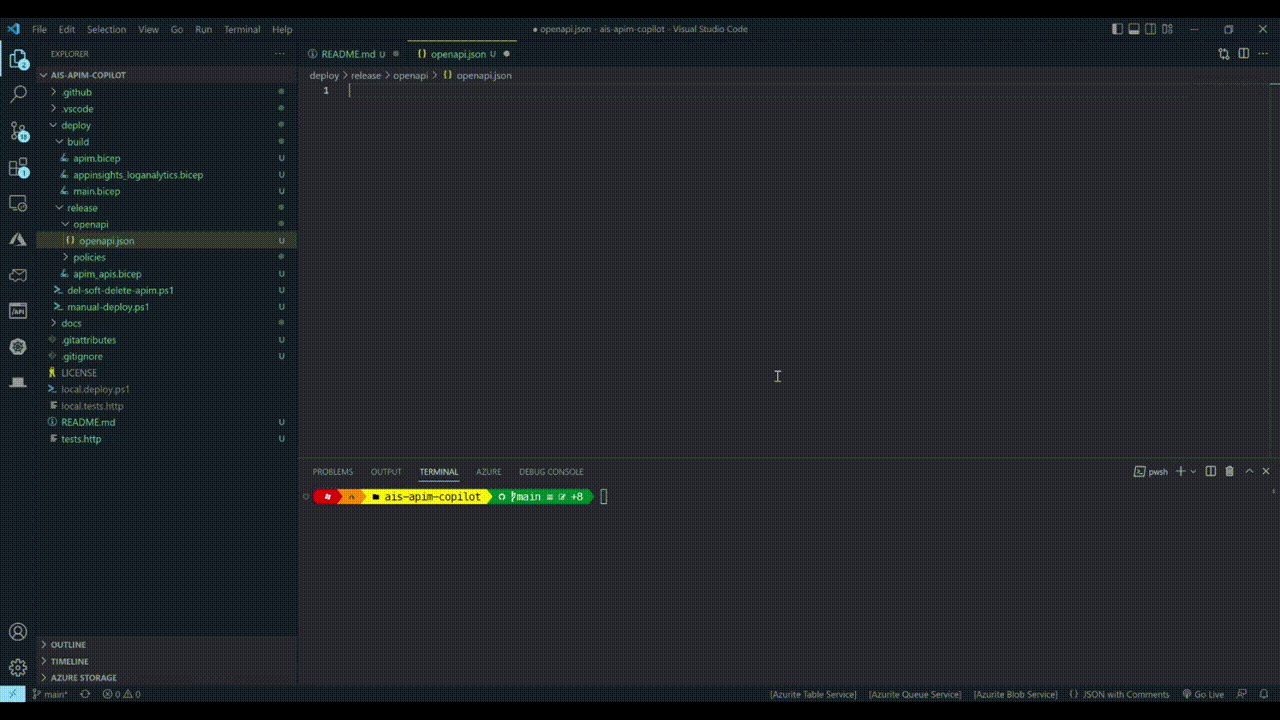 File Edit Selection View Go Run Terminal Help
● openapi.json - ais-apim-copilot - Visual Studio Code
EXPLORER
README.md U
openapi.json U
AIS-APIM-COPILOT
deploy > release > openapi > {} openapi.json
1
.github
.vscode
deploy
build
apim.bicep U
appinsights_loganalytics.bicep U
main.bicep U
release
openapi
{} openapi.json U
policies
apim_apis.bicep U
del-soft-delete-apim.ps1 U
manual-deploy.ps1 U
docs
.gitattributes U
.gitignore U
LICENSE
local.deploy.ps1
local.tests.http
README.md U
tests.http U
PROBLEMS OUTPUT TERMINAL AZURE DEBUG CONSOLE
pwsh
ais-apim-copilot main ≡ +8
OUTLINE
TIMELINE
AZURE STORAGE
main* 0 0
[Azurite Table Service] [Azurite Queue Service] [Azurite Blob Service] {} JSON with Comments Go Live